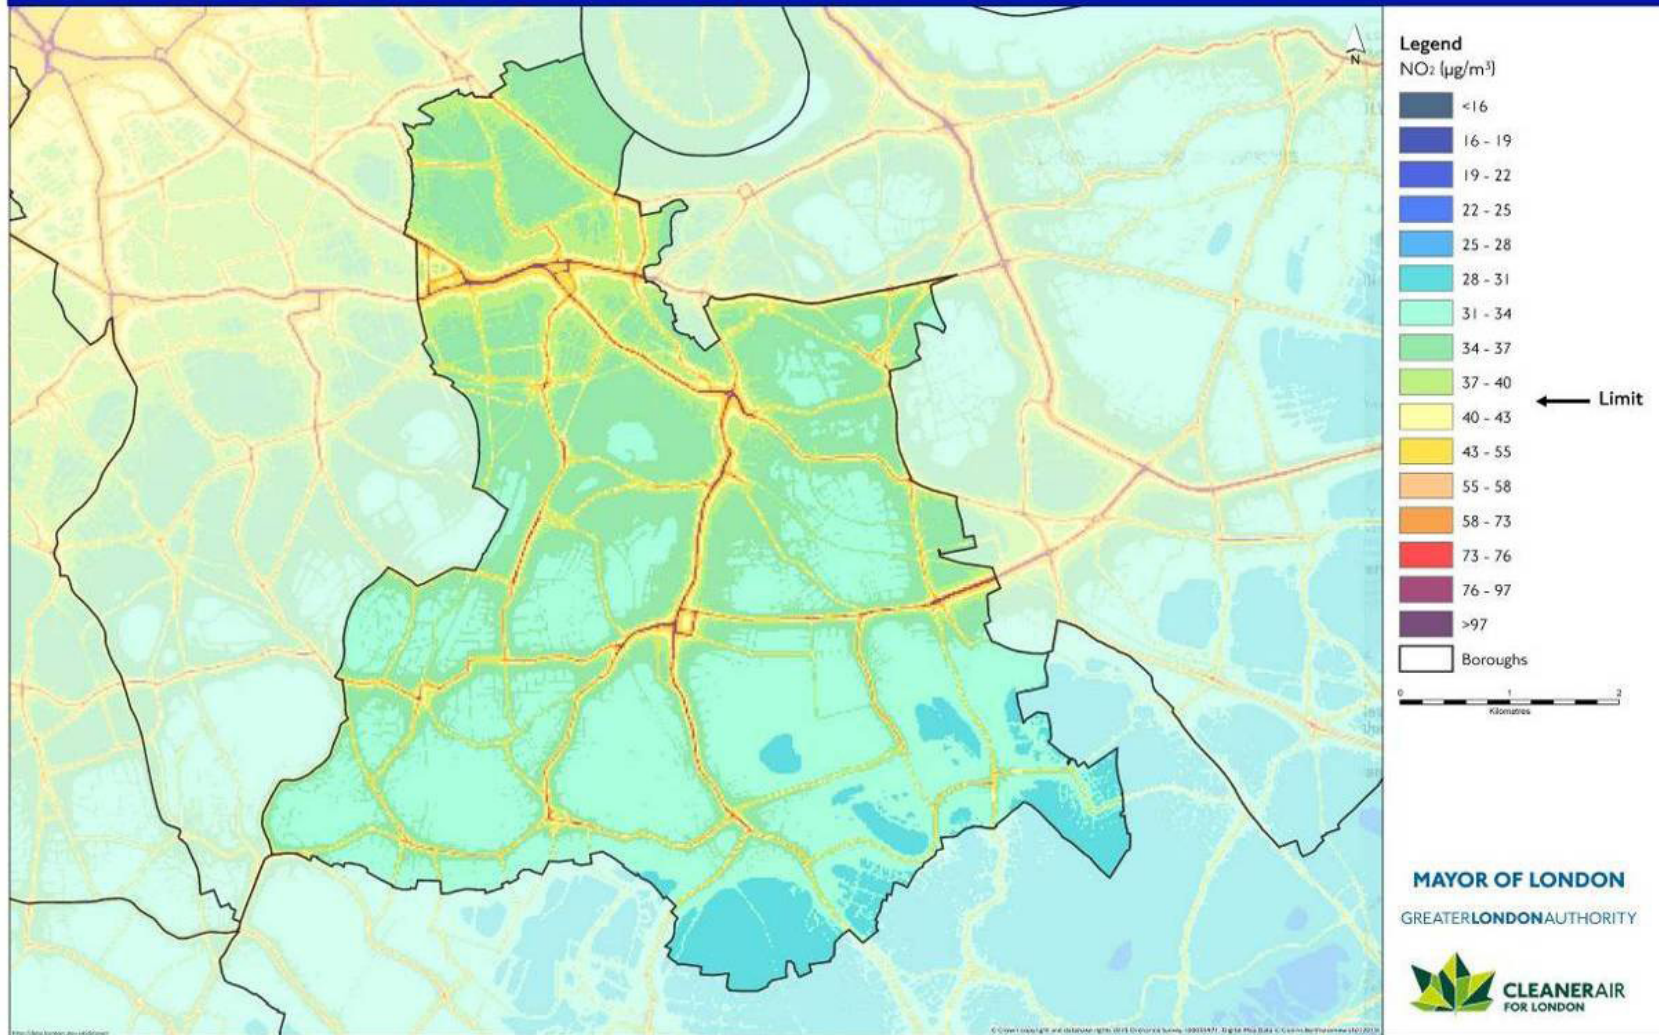 N
Legend
NO₂ (µg/m³)
<16
16 - 19
19 - 22
22 - 25
25 - 28
28 - 31
31 - 34
34 - 37
37 - 40
Limit
40 - 43
43 - 55
55 - 58
58 - 73
73 - 76
76 - 97
>97
Boroughs
0 1 2
Kilometres
MAYOR OF LONDON
GREATERLONDONAUTHORITY
CLEANERAIR
FOR LONDON